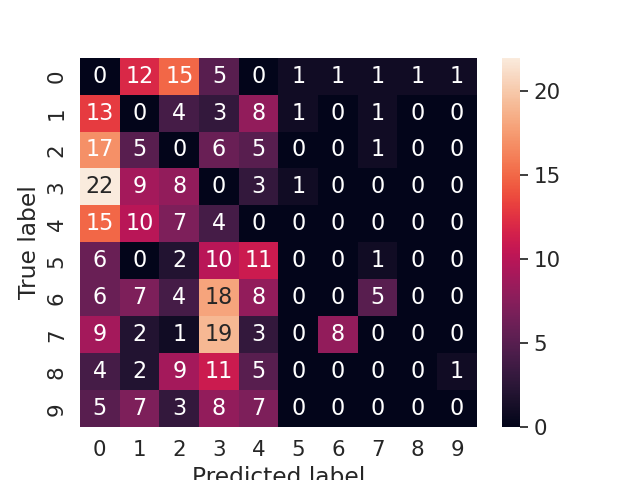 0 0 12 15 5 0 1 1 1 1 1
1 13 0 4 3 8 1 0 1 0 0
2 17 5 0 6 5 0 0 1 0 0
3 22 9 8 0 3 1 0 0 0 0
4 15 10 7 4 0 0 0 0 0 0
5 6 0 2 10 11 0 0 1 0 0
6 6 7 4 18 8 0 0 5 0 0
7 9 2 1 19 3 0 8 0 0 0
8 4 2 9 11 5 0 0 0 0 1
9 5 7 3 8 7 0 0 0 0 0
0 1 2 3 4 5 6 7 8 9
True label
Predicted label
20
15
10
5
0